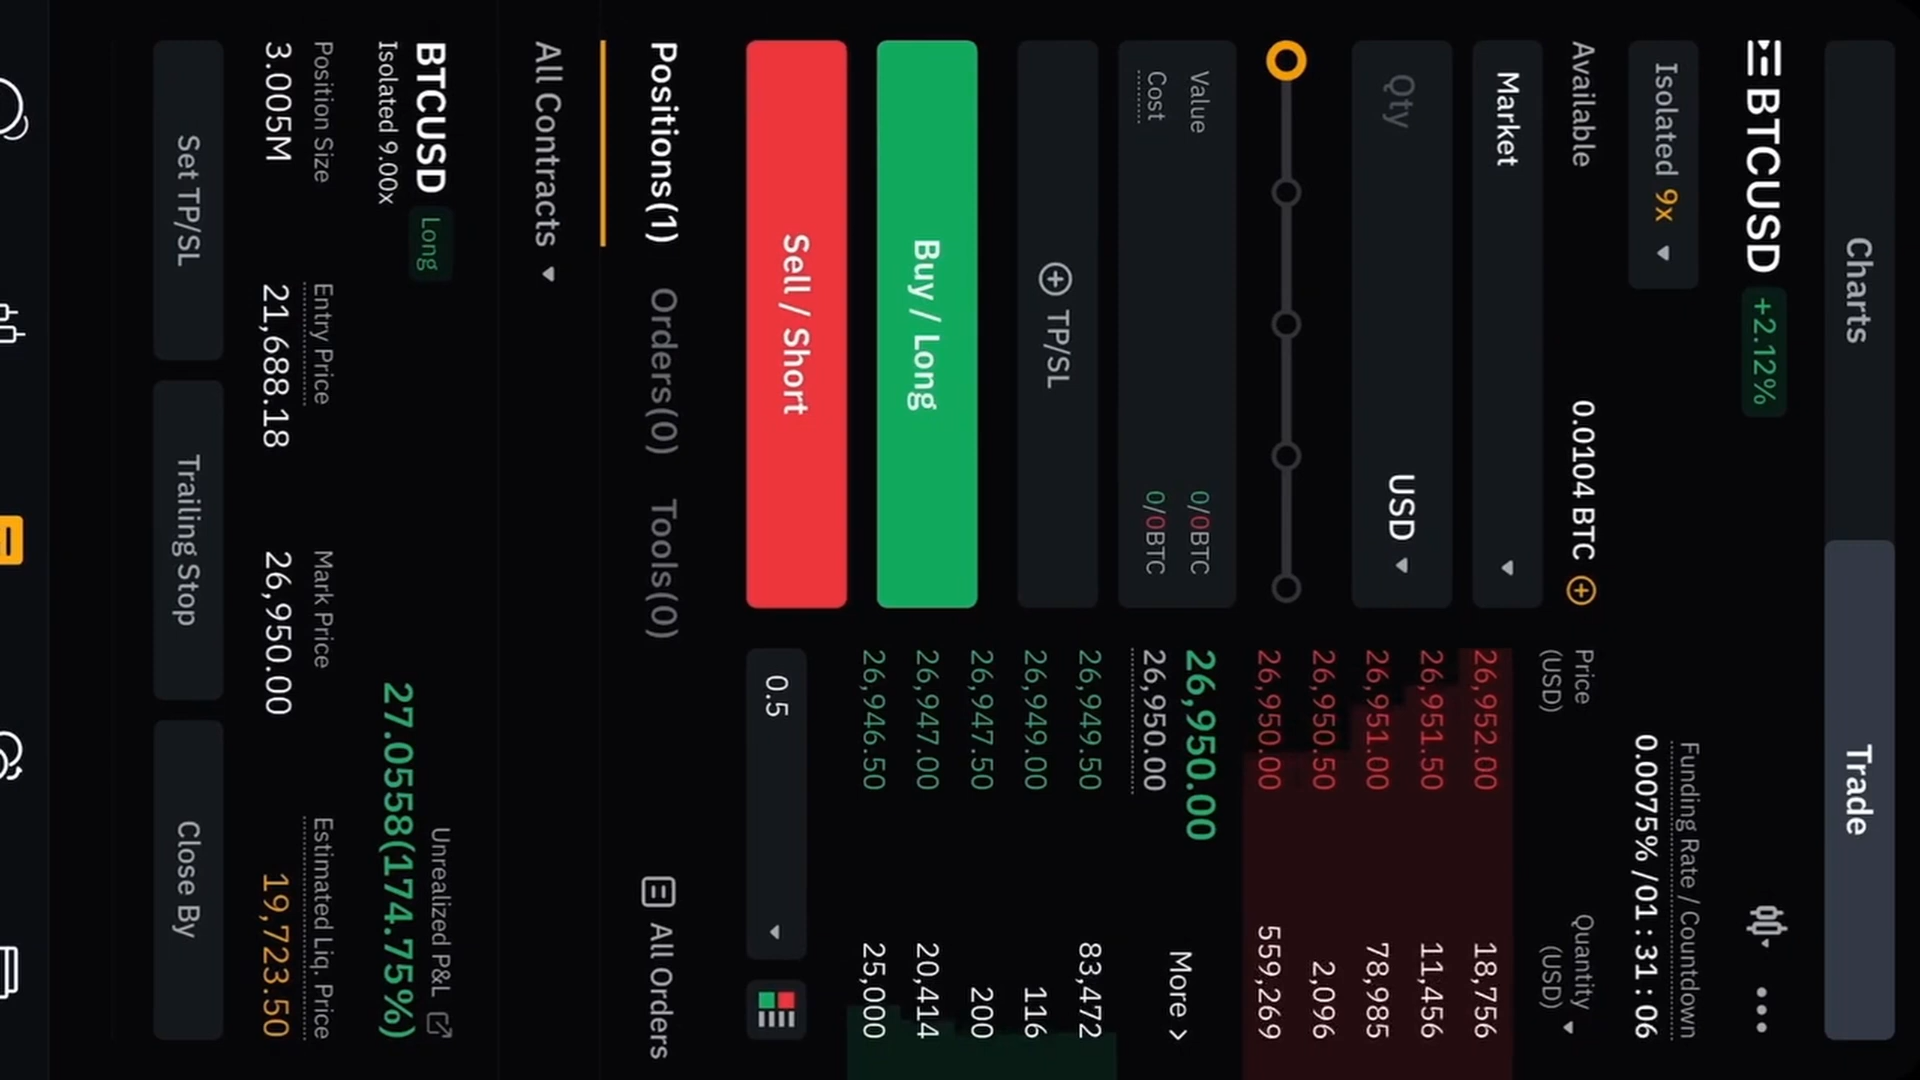 Charts
Trade
BTCUSD +2.12%
Isolated 9x
Funding Rate / Countdown
0.0075% /01 : 31 : 06
Available
0.0104 BTC
Market
Qty
USD
Value
0/0BTC
Cost
0/0BTC
TP/SL
Buy / Long
Sell / Short
Price
(USD)
Quantity
(USD)
26,952.00 18,756
26,951.50 11,456
26,951.00 78,985
26,950.50 2,096
26,950.00 559,269
26,950.00
26,950.00
More >
26,949.50 83,472
26,949.00 116
26,947.50 200
26,947.00 20,414
26,946.50 25,000
0.5
Positions(1) Orders(0) Tools(0) All Orders
All Contracts
BTCUSD Long
Unrealized P&L
Isolated 9.00x
27.0558(174.75%)
Position Size Entry Price Mark Price Estimated Liq. Price
3.005M 21,688.18 26,950.00 19,723.50
Set TP/SL Trailing Stop Close By